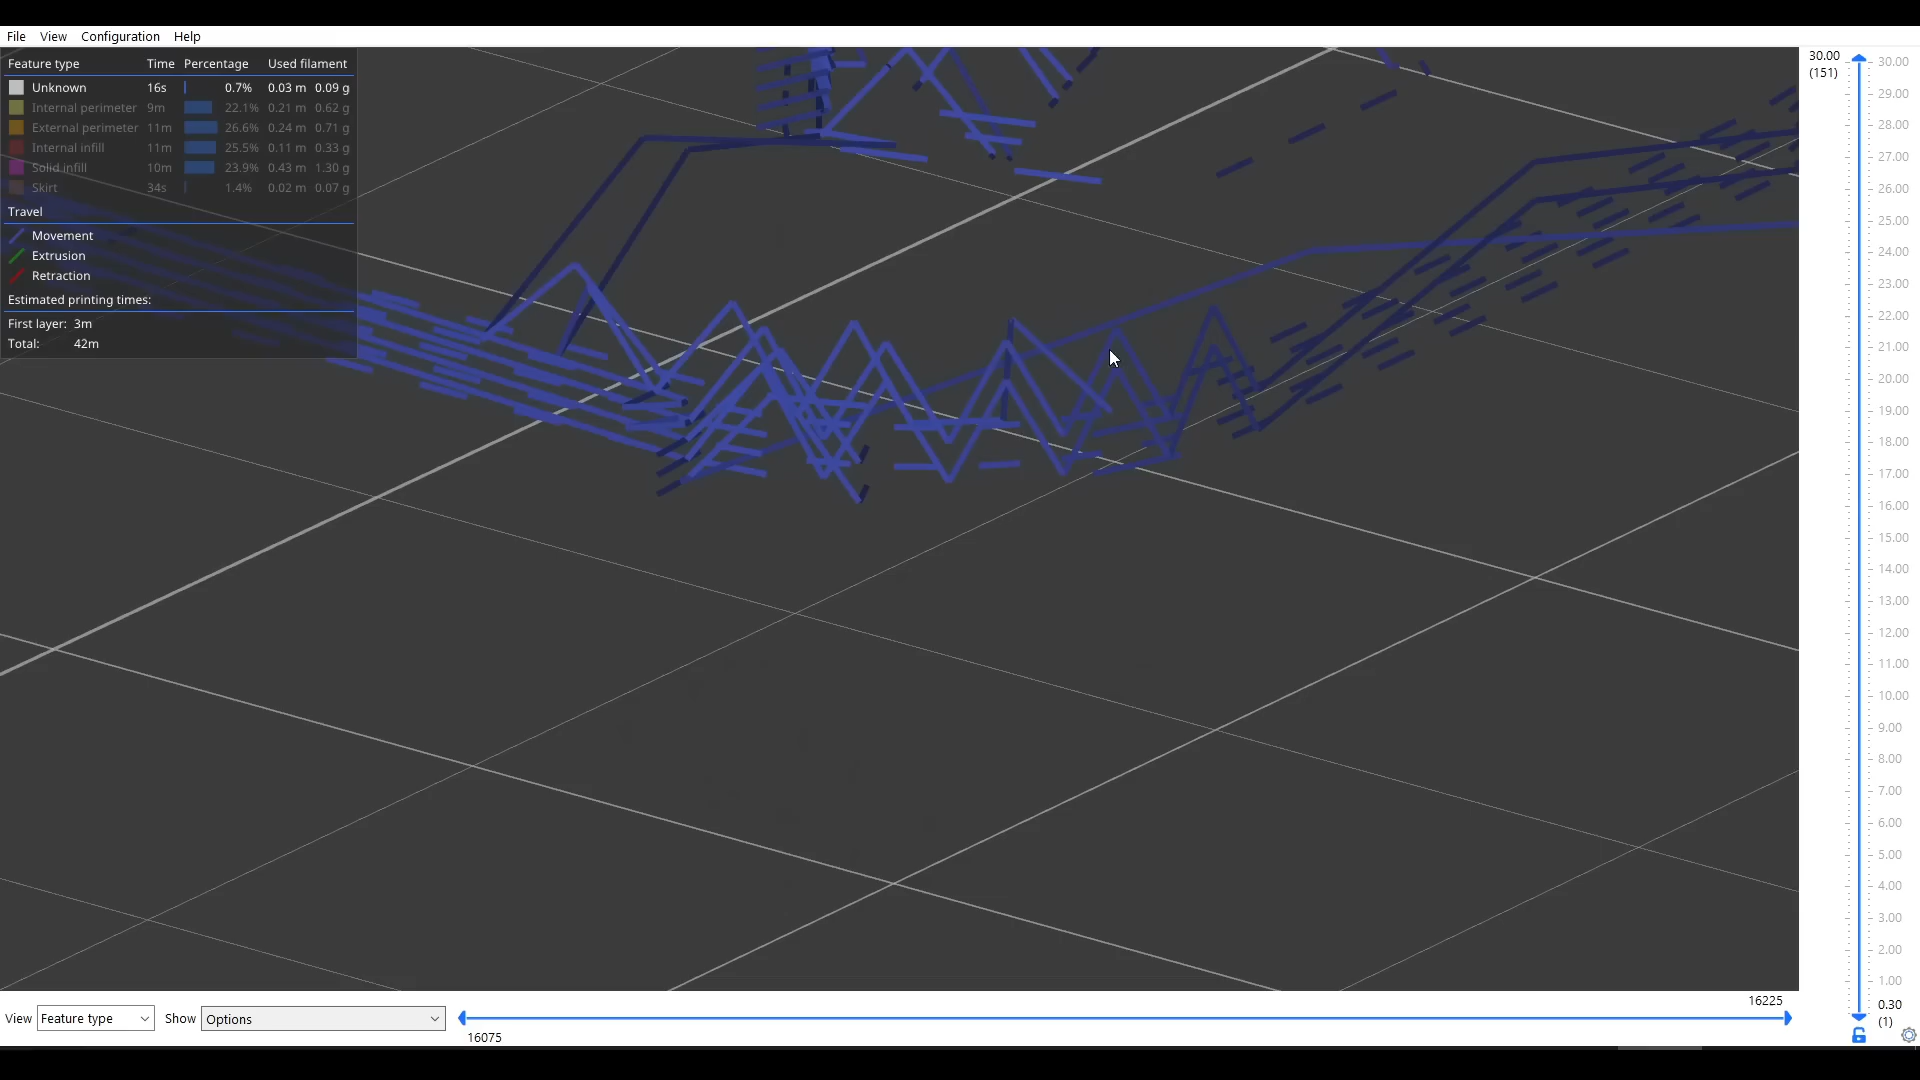 File View Configuration Help
Feature type Time Percentage Used filament
Unknown 16s 0.7% 0.03 m 0.09 g
Internal perimeter 9m 22.1% 0.21 m 0.62 g
External perimeter 11m 26.6% 0.24 m 0.71 g
Internal infill 11m 25.5% 0.11 m 0.33 g
Solid infill 10m 23.9% 0.43 m 1.30 g
Skirt 34s 1.4% 0.02 m 0.07 g
Travel
Movement
Extrusion
Retraction
Estimated printing times:
First layer: 3m
Total: 42m
30.00
(151)
30.00
29.00
28.00
27.00
26.00
25.00
24.00
23.00
22.00
21.00
20.00
19.00
18.00
17.00
16.00
15.00
14.00
13.00
12.00
11.00
10.00
9.00
8.00
7.00
6.00
5.00
4.00
3.00
2.00
1.00
0.30
(1)
View Feature type Show Options
16225
16075